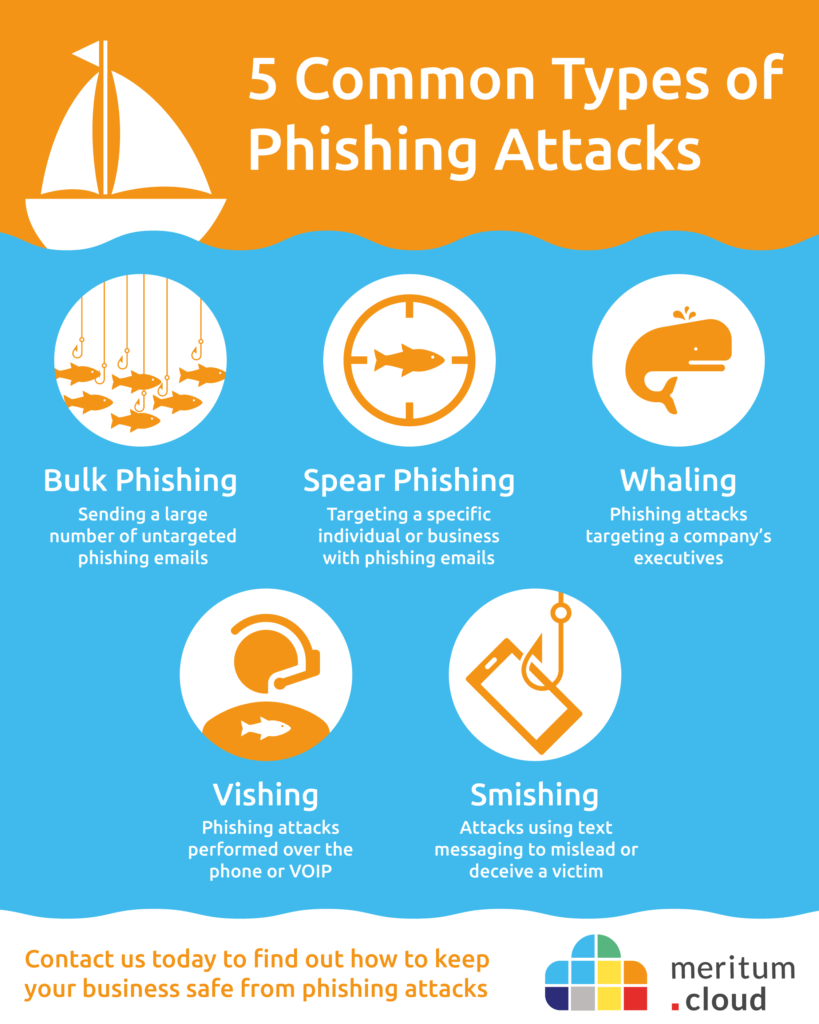 5 Common Types of
Phishing Attacks
Bulk Phishing
Sending a large
number of untargeted
phishing emails
Spear Phishing
Targeting a specific
individual or business
with phishing emails
Whaling
Phishing attacks
targeting a company’s
executives
Vishing
Phishing attacks
performed over the
phone or VOIP
Smishing
Attacks using text
messaging to mislead or
deceive a victim
Contact us today to find out how to keep
your business safe from phishing attacks
meritum
.cloud